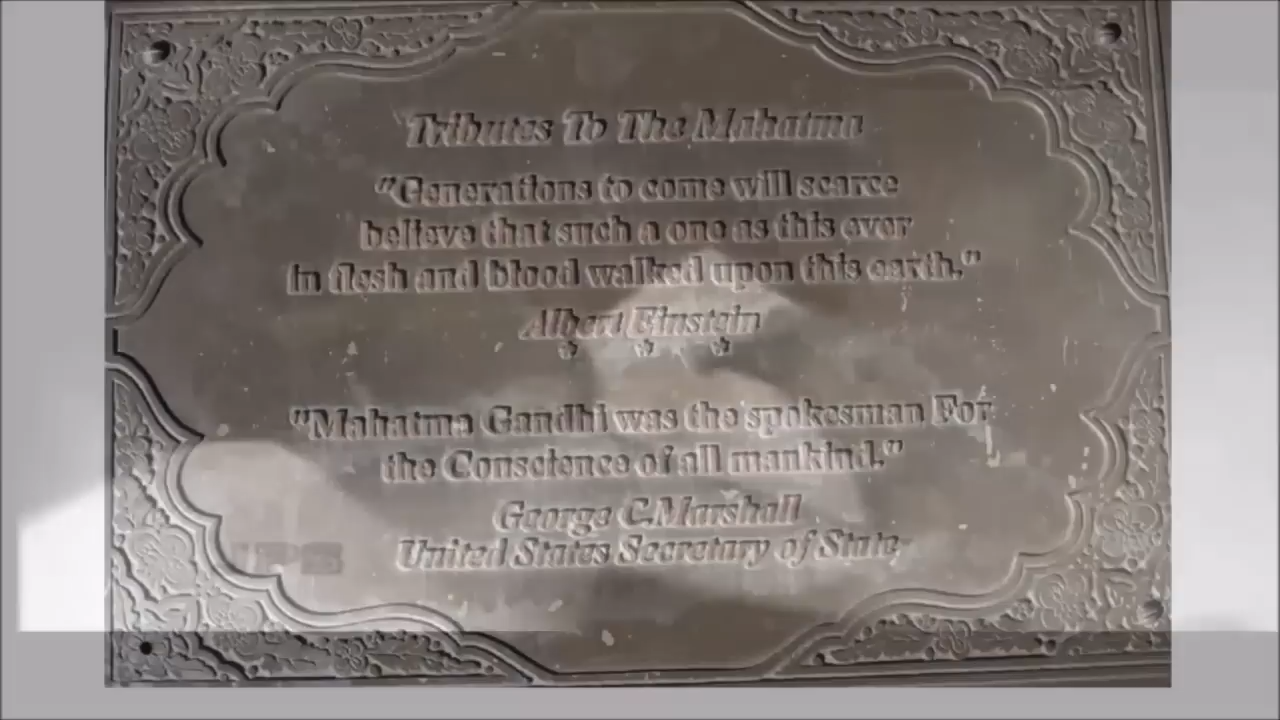 Tributes To The Mahatma
"Generations to come will scarce
believe that such a one as this ever
in flesh and blood walked upon this earth."
Albert Einstein
"Mahatma Gandhi was the spokesman For
the Conscience of all mankind."
George C.Marshall
United States Secretary of State